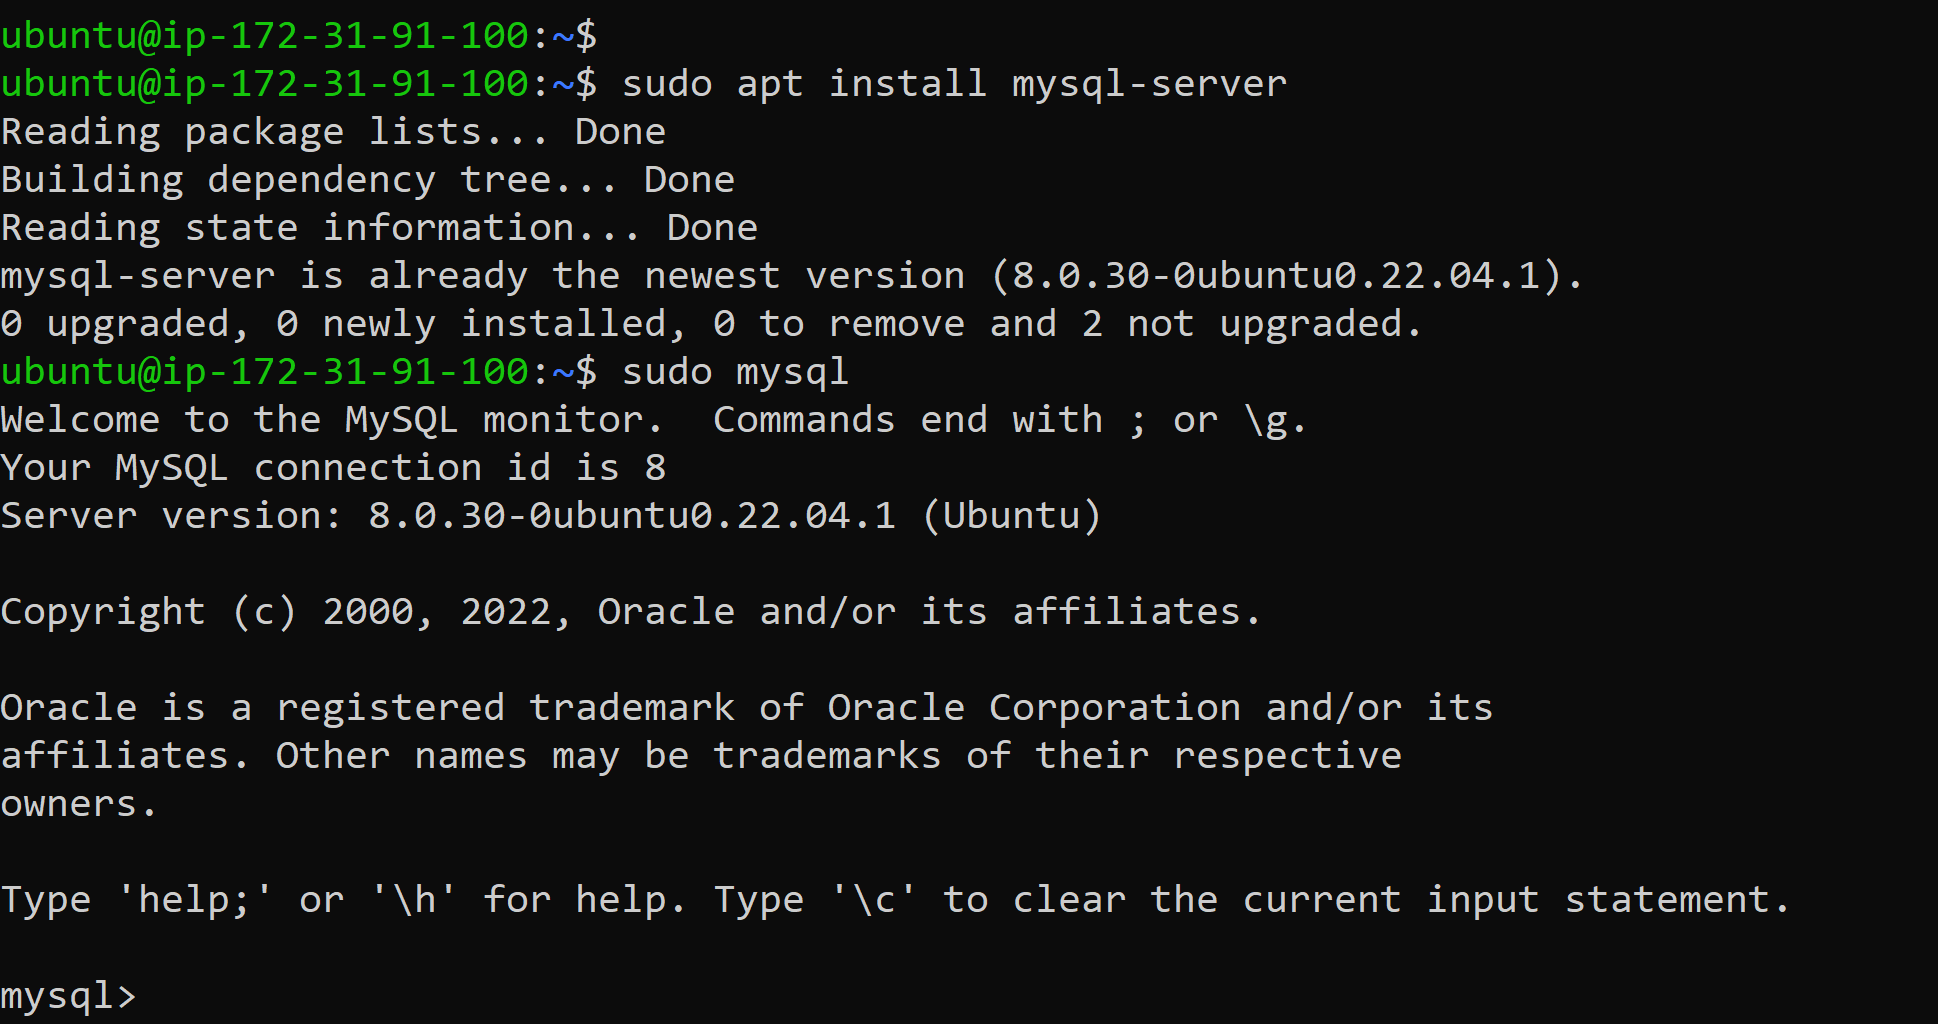 ubuntu@ip-172-31-91-100:~$
ubuntu@ip-172-31-91-100:~$ sudo apt install mysql-server
Reading package lists... Done
Building dependency tree... Done
Reading state information... Done
mysql-server is already the newest version (8.0.30-0ubuntu0.22.04.1).
0 upgraded, 0 newly installed, 0 to remove and 2 not upgraded.
ubuntu@ip-172-31-91-100:~$ sudo mysql
Welcome to the MySQL monitor.  Commands end with ; or \g.
Your MySQL connection id is 8
Server version: 8.0.30-0ubuntu0.22.04.1 (Ubuntu)

Copyright (c) 2000, 2022, Oracle and/or its affiliates.

Oracle is a registered trademark of Oracle Corporation and/or its
affiliates. Other names may be trademarks of their respective
owners.

Type 'help;' or '\h' for help. Type '\c' to clear the current input statement.

mysql>